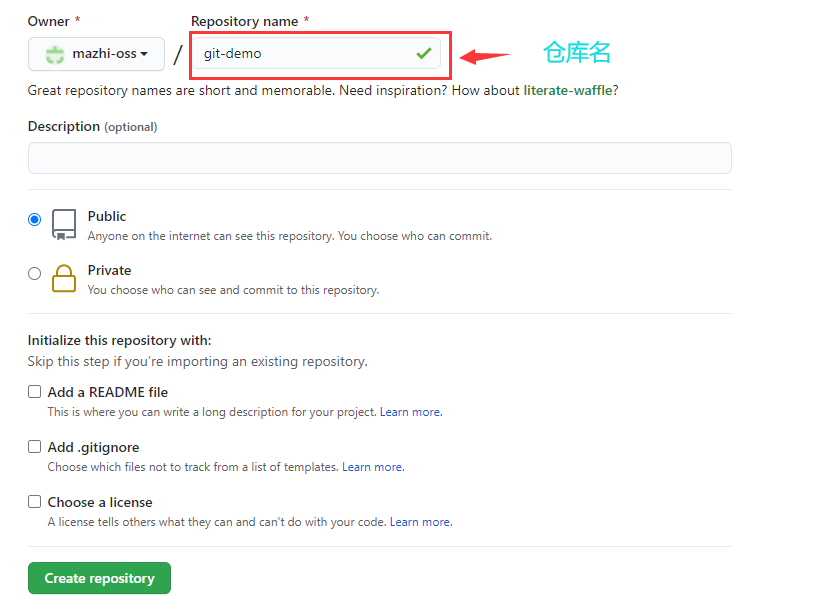 Owner * Repository name *
mazhi-oss / git-demo 仓库名
Great repository names are short and memorable. Need inspiration? How about literate-waffle?
Description (optional)
Public
Anyone on the internet can see this repository. You choose who can commit.
Private
You choose who can see and commit to this repository.
Initialize this repository with:
Skip this step if you’re importing an existing repository.
Add a README file
This is where you can write a long description for your project. Learn more.
Add .gitignore
Choose which files not to track from a list of templates. Learn more.
Choose a license
A license tells others what they can and can't do with your code. Learn more.
Create repository